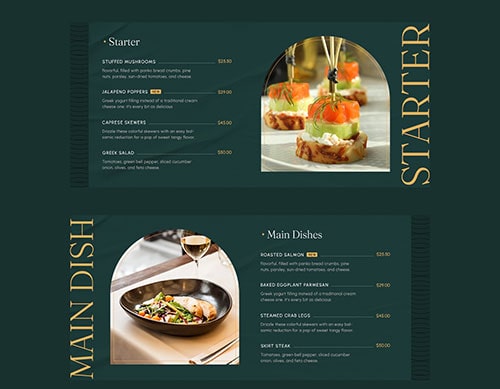 • Starter
STUFFED MUSHROOMS $25.50
Flavorful, filled with panko bread crumbs, pine
nuts, parsley, sun-dried tomatoes, and cheese.
JALAPENO POPPERS NEW $29.00
Greek yogurt filling instead of a traditional cream
cheese one, it's every bit as delicious
CAPRESE SKEWERS $45.00
Drizzle these colorful skewers with an easy bal-
samic reduction for a pop of sweet tangy flavor.
GREEK SALAD $50.00
Tomatoes, green bell pepper, sliced cucumber
onion, olives, and feta cheese.
STARTER
MAIN DISH
• Main Dishes
ROASTED SALMON NEW $25.50
Flavorful, filled with panko bread crumbs, pine
nuts, parsley, sun-dried tomatoes, and cheese.
BAKED EGGPLANT PARMESAN $29.00
Greek yogurt filling instead of a traditional cream
cheese one, it's every bit as delicious
STEAMED CRAB LEGS $45.00
Drizzle these colorful skewers with an easy bal-
samic reduction for a pop of sweet tangy flavor.
SKIRT STEAK $50.00
Tomatoes, green bell pepper, sliced cucumber
onion, olives, and feta cheese.